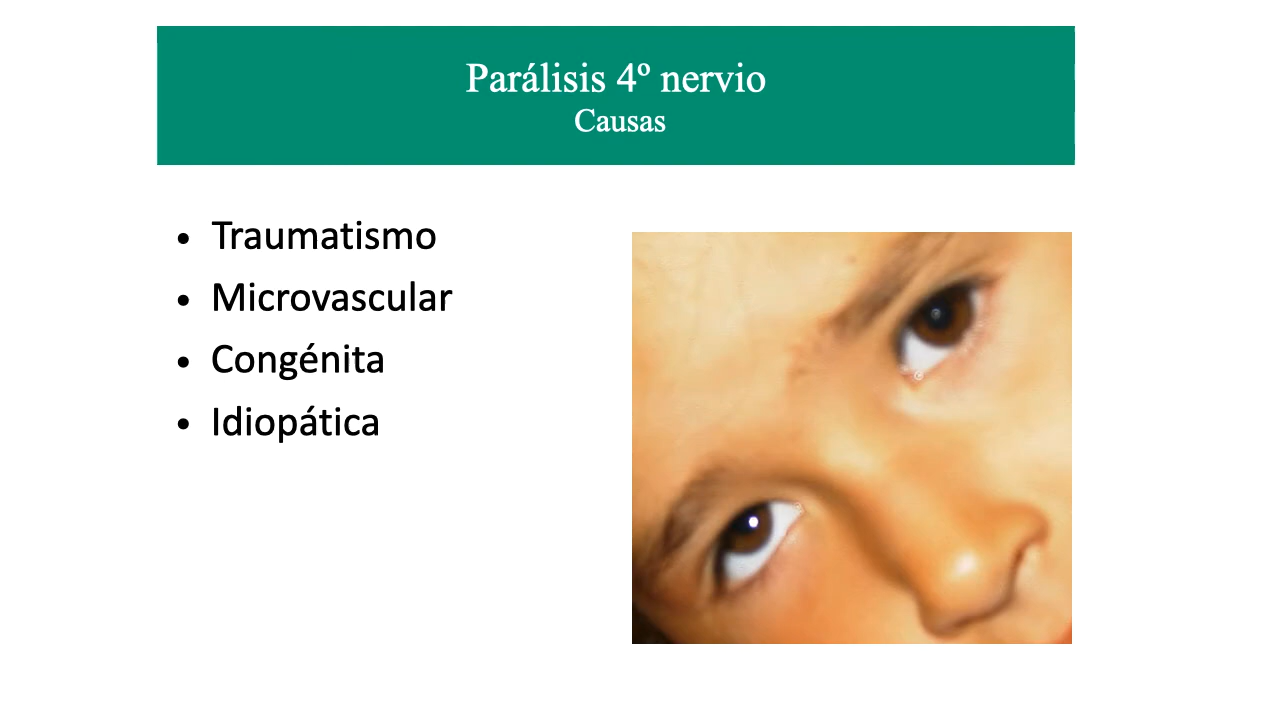 Parálisis 4º nervio
Causas
• Traumatismo
• Microvascular
• Congénita
• Idiopática